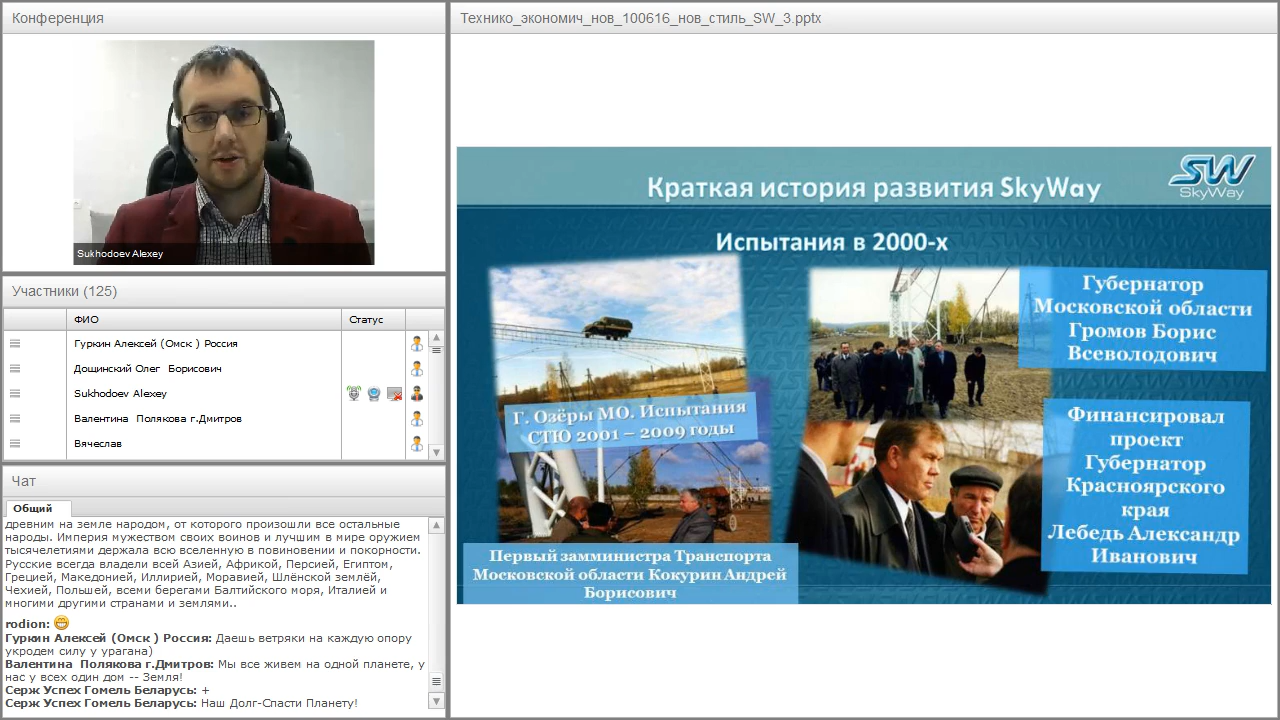 Конференция
Sukhodoev Alexey
Участники (125)
ФИО
Статус
Гуркин Алексей (Омск ) Россия
Дощинский Олег Борисович
Sukhodoev Alexey
Валентина Полякова г.Дмитров
Вячеслав
Чат
Общий
древним на земле народом, от которого произошли все остальные
народы. Империя мужеством своих воинов и лучшим в мире оружием
тысячелетиями держала всю вселенную в повиновении и покорности.
Русские всегда владели всей Азией, Африкой, Персией, Египтом,
Грецией, Македонией, Иллирией, Моравией, Шлёнской землёй,
Чехией, Польшей, всеми берегами Балтийского моря, Италией и
многими другими странами и землями..
rodion:
Гуркин Алексей (Омск ) Россия: Даешь ветряки на каждую опору
укродем силу у урагана)
Валентина Полякова г.Дмитров: Мы все живем на одной планете, у
нас у всех один дом -- Земля!
Серж Успех Гомель Беларусь: +
Серж Успех Гомель Беларусь: Наш Долг-Спасти Планету!
Технико_экономич_нов_100616_нов_стиль_SW_3.pptx
Краткая история развития SkyWay
SW
SkyWay
Испытания в 2000-х
Г. Озёры МО. Испытания
СТЮ 2001 – 2009 годы
Первый замминистра Транспорта
Московской области Кокурин Андрей
Борисович
Губернатор
Московской области
Громов Борис
Всеволодович
Финансировал
проект
Губернатор
Красноярского
края
Лебедь Александр
Иванович